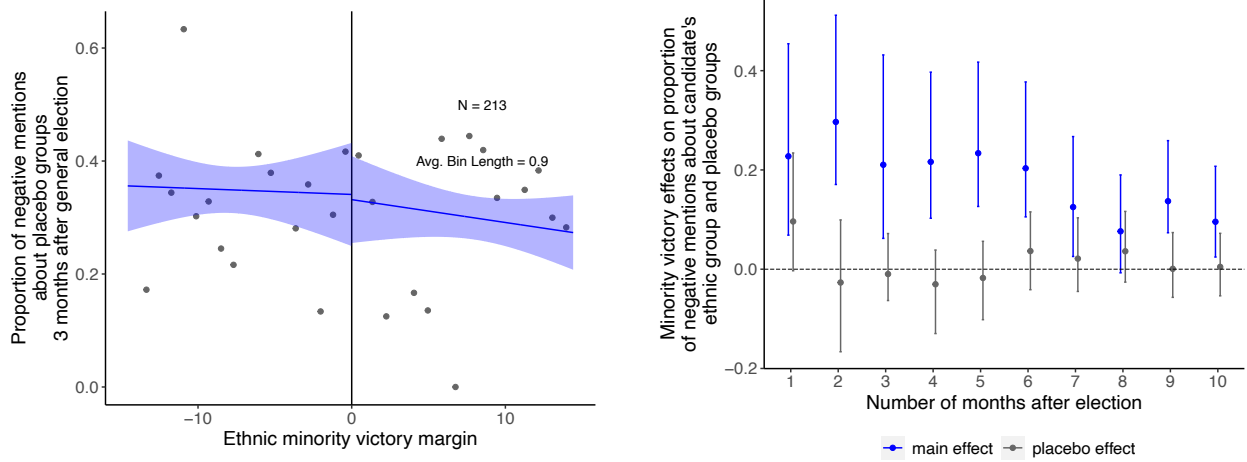 Proportion of negative mentions
about placebo groups
3 months after general election
0.6
0.4
0.2
0.0
N = 213
Avg. Bin Length = 0.9
−10
0
10
Ethnic minority victory margin
Minority victory effects on proportion
of negative mentions about candidate's
ethnic group and placebo groups
0.4
0.2
0.0
−0.2
1 2 3 4 5 6 7 8 9 10
Number of months after election
main effect placebo effect